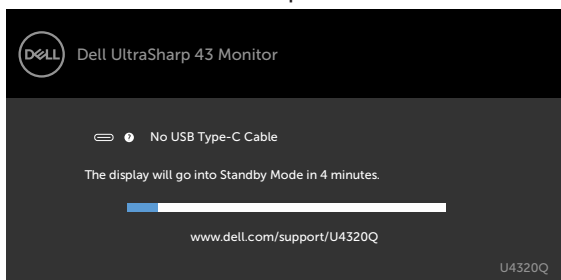 DELL
Dell UltraSharp 43 Monitor
? No USB Type-C Cable
The display will go into Standby Mode in 4 minutes.
www.dell.com/support/U4320Q
U4320Q